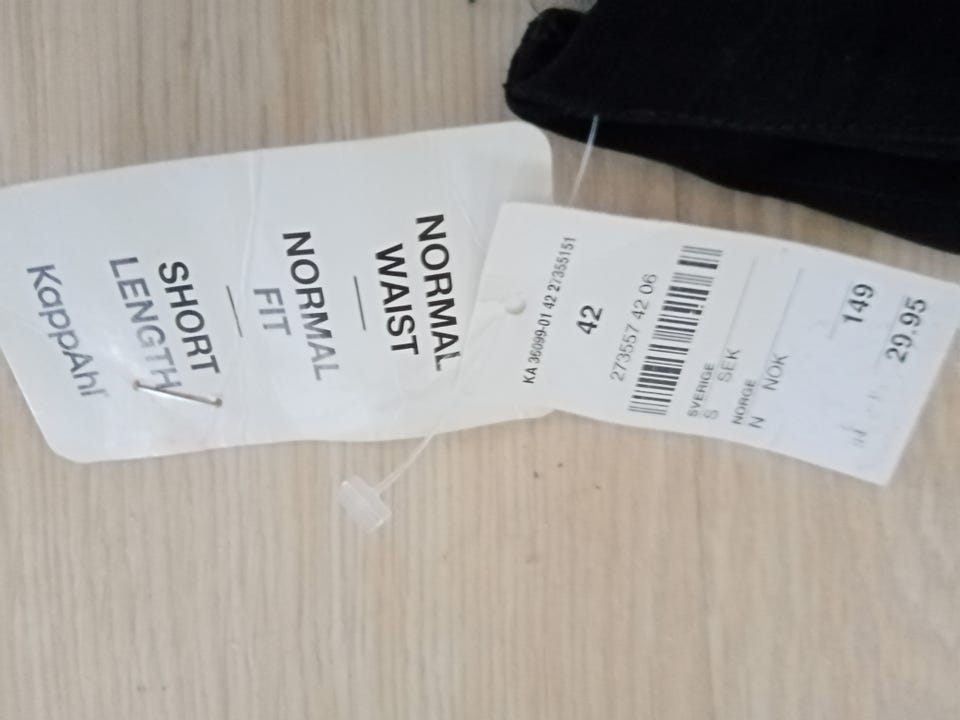 NORMAL
WAIST
NORMAL
FIT
SHORT
LENGTH
KappAhl
KA 36099-01 42 27355151
42
273557 42 06
SVERIGE
S SEK
NORGE
N NOK
149
29.95